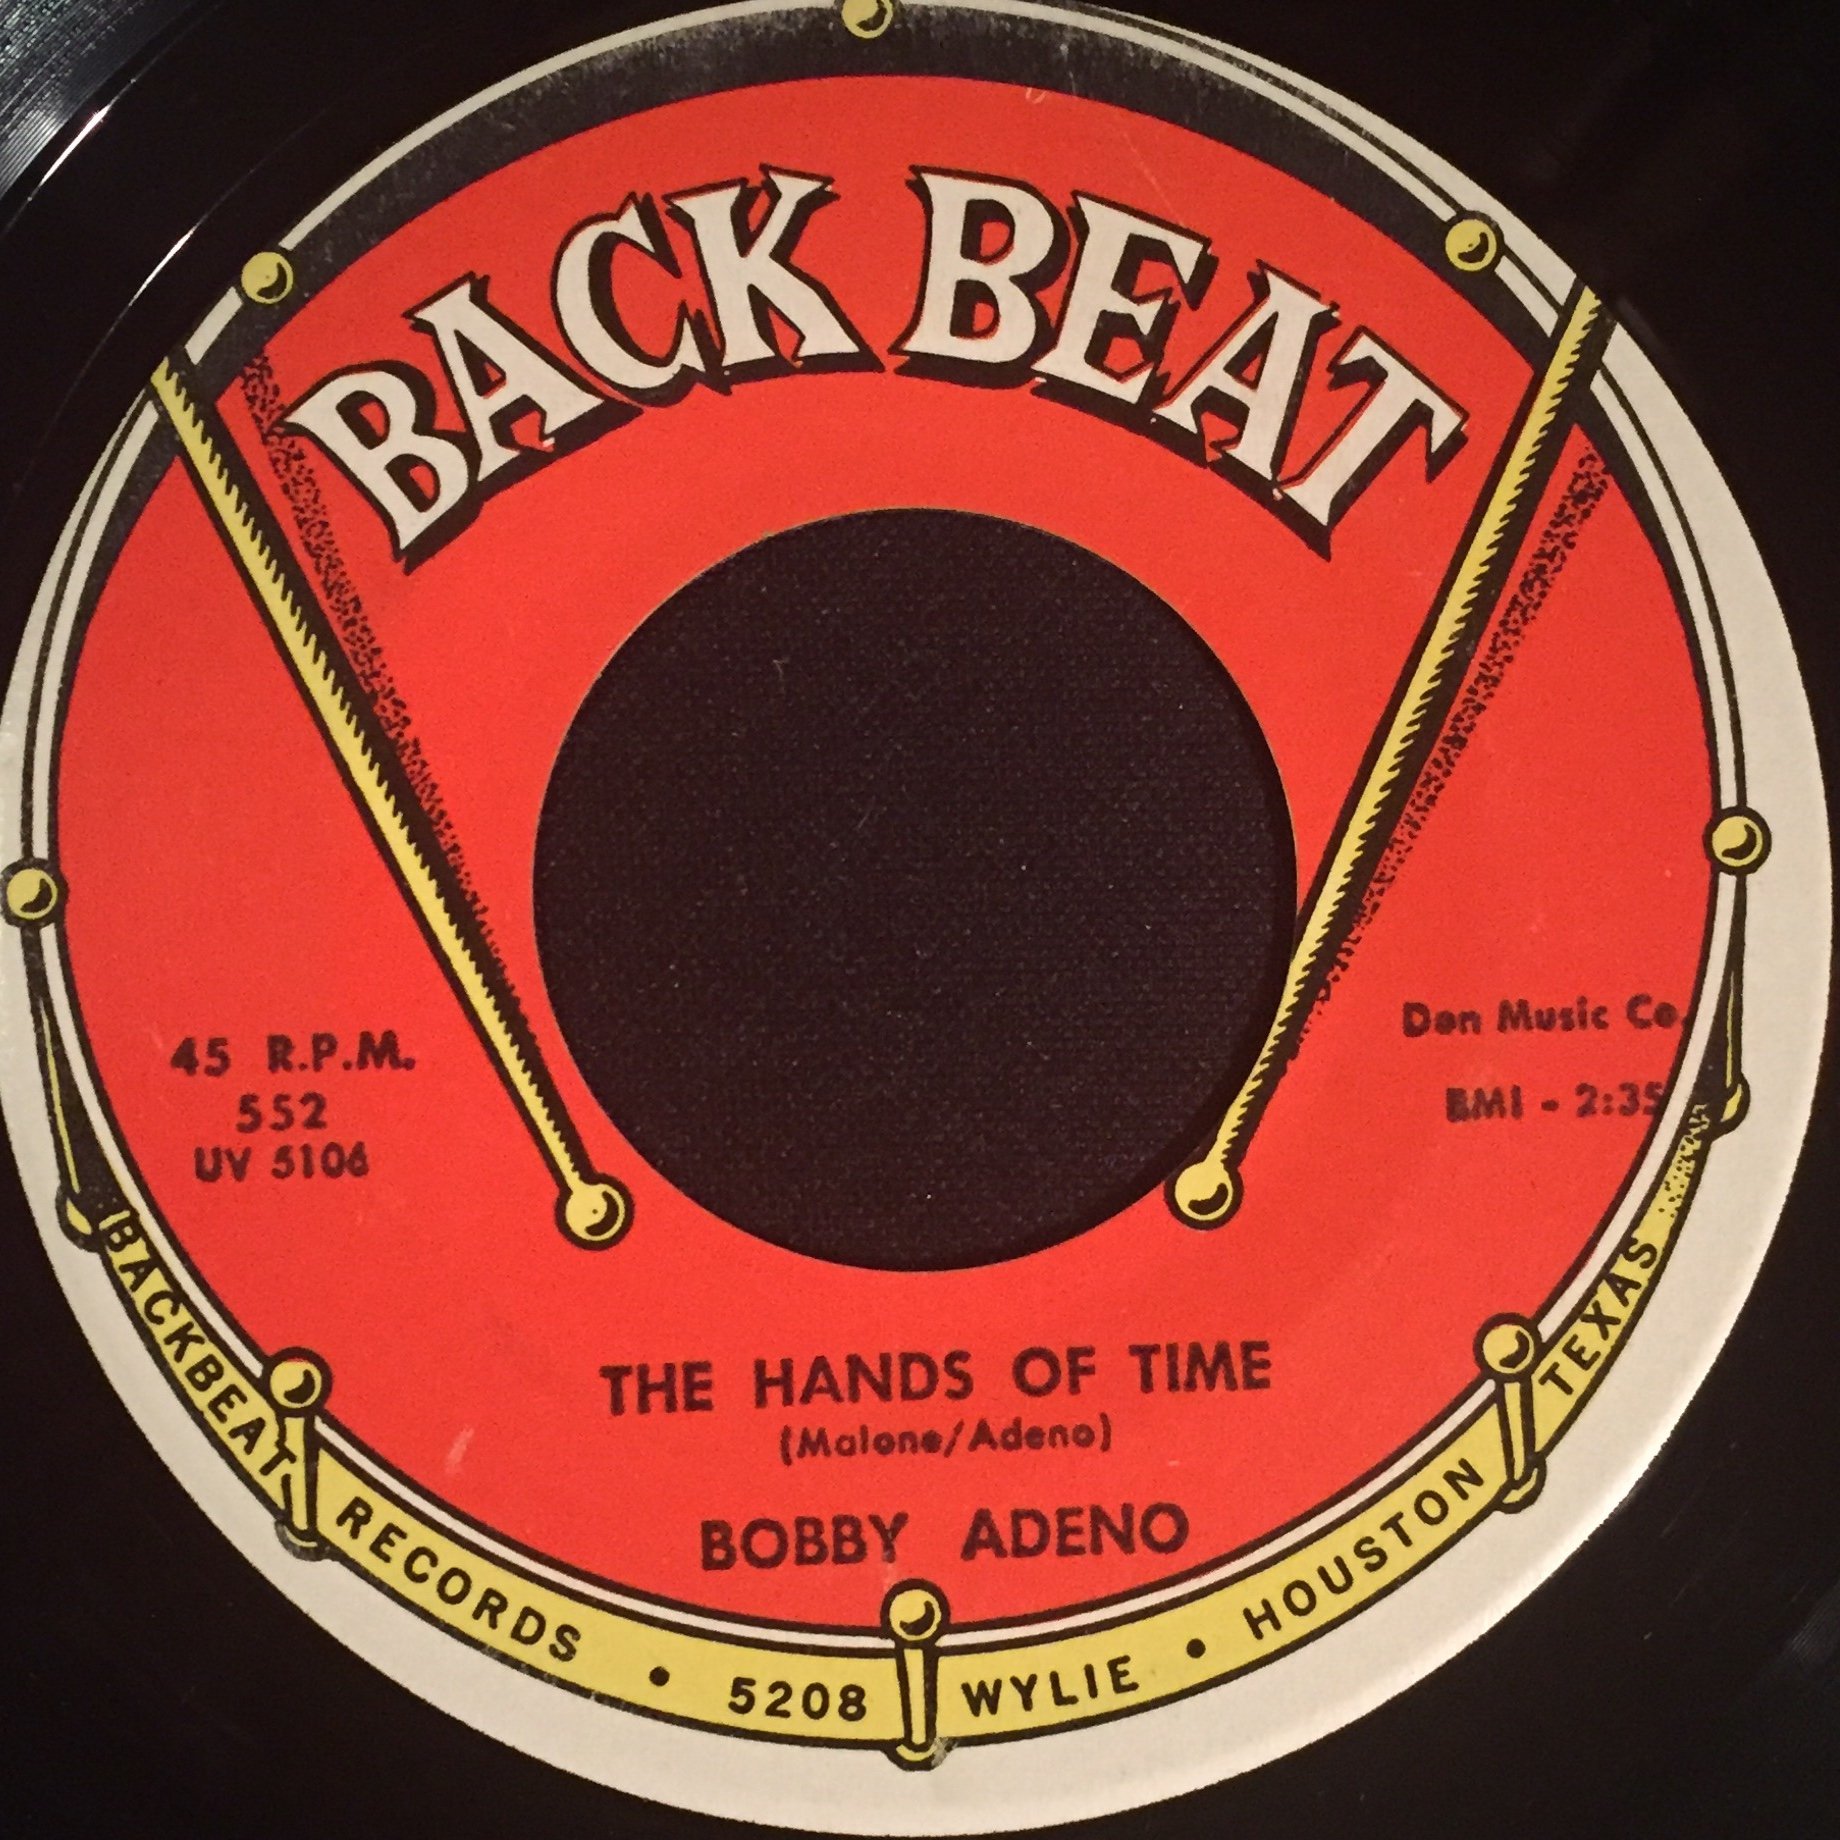 BACK BEAT
45 R.P.M.
552
UV 5106
Don Music Co.
BMI - 2:35
THE HANDS OF TIME
(Malone/Adeno)
BOBBY ADENO
BACKBEAT RECORDS • 5208 WYLIE • HOUSTON TEXAS